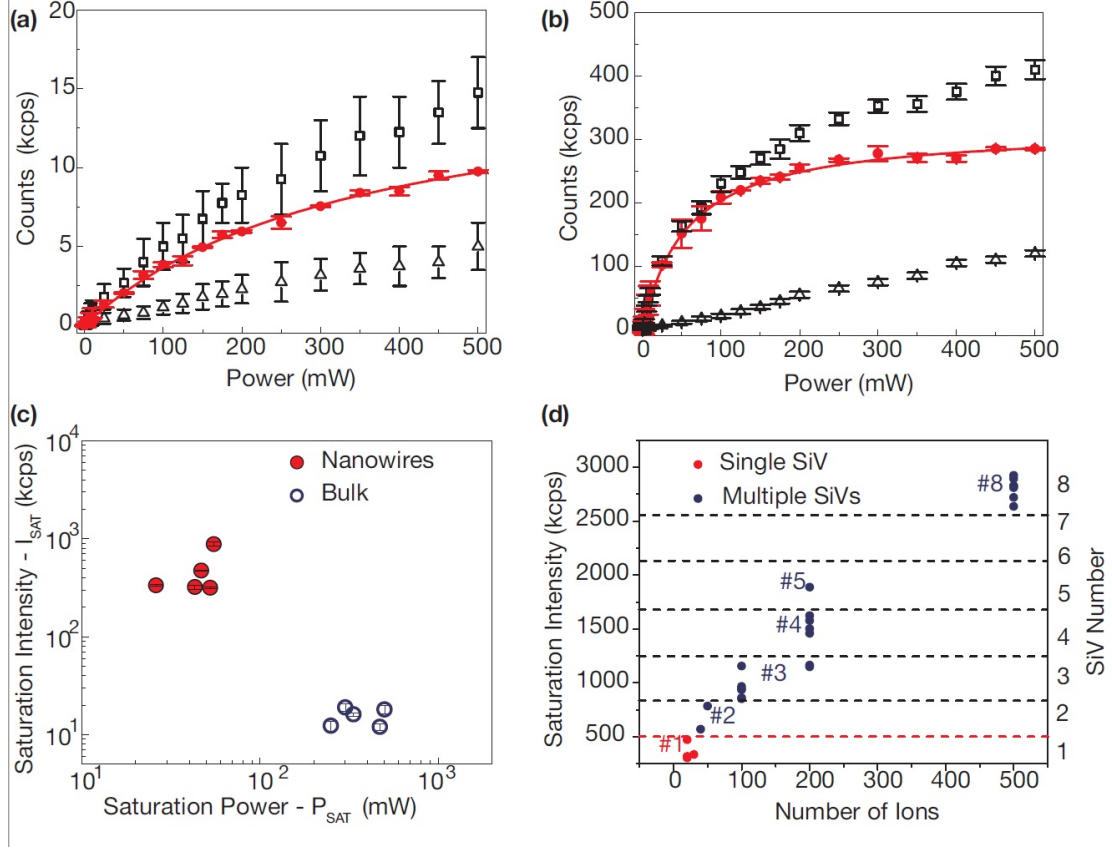 (a)
20
15
10
5
0
Counts (kcps)
0 100 200 300 400 500
Power (mW)
(b)
500
400
300
200
100
0
Counts (kcps)
0 100 200 300 400 500
Power (mW)
(c)
10^4
10^3
10^2
10^1
Saturation Intensity - I_SAT (kcps)
Nanowires
Bulk
10^1 10^2 10^3
Saturation Power - P_SAT (mW)
(d)
3000
2500
2000
1500
1000
500
Saturation Intensity (kcps)
Single SiV
Multiple SiVs
#8
#5
#4
#3
#2
#1
8
7
6
5
4
3
2
1
SiV Number
0 100 200 300 400 500
Number of Ions